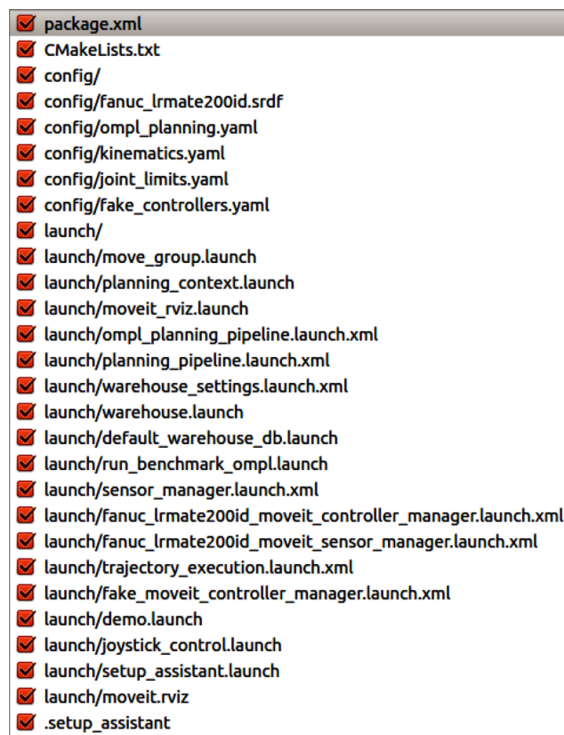 package.xml
CMakeLists.txt
config/
config/fanuc_lrmate200id.srdf
config/ompl_planning.yaml
config/kinematics.yaml
config/joint_limits.yaml
config/fake_controllers.yaml
launch/
launch/move_group.launch
launch/planning_context.launch
launch/moveit_rviz.launch
launch/ompl_planning_pipeline.launch.xml
launch/planning_pipeline.launch.xml
launch/warehouse_settings.launch.xml
launch/warehouse.launch
launch/default_warehouse_db.launch
launch/run_benchmark_ompl.launch
launch/sensor_manager.launch.xml
launch/fanuc_lrmate200id_moveit_controller_manager.launch.xml
launch/fanuc_lrmate200id_moveit_sensor_manager.launch.xml
launch/trajectory_execution.launch.xml
launch/fake_moveit_controller_manager.launch.xml
launch/demo.launch
launch/joystick_control.launch
launch/setup_assistant.launch
launch/moveit.rviz
.setup_assistant